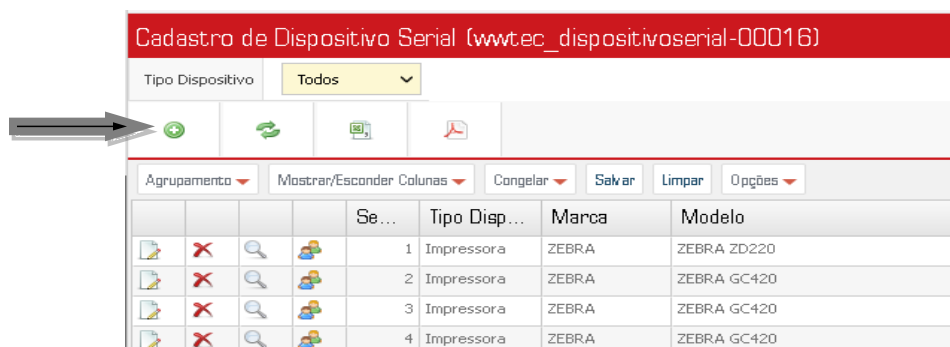 Cadastro de Dispositivo Serial (wwtec_dispositivoserial-00016)
Tipo Dispositivo Todos
Agrupamento Mostrar/Esconder Colunas Congelar Salvar Limpar Opções
Se... Tipo Disp... Marca Modelo
1 Impressora ZEBRA ZEBRA ZD220
2 Impressora ZEBRA ZEBRA GC420
3 Impressora ZEBRA ZEBRA GC420
4 Impressora ZEBRA ZEBRA GC420